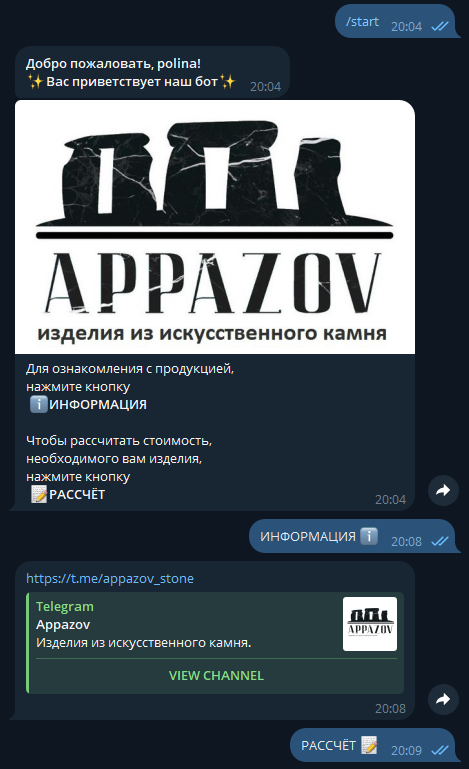 /start
20:04
Добро пожаловать, polina!
✨Вас приветствует наш бот✨
20:04
APPAZOV
изделия из искусственного камня
Для ознакомления с продукцией,
нажмите кнопку
ℹ️ИНФОРМАЦИЯ
Чтобы рассчитать стоимость,
необходимого вам изделия,
нажмите кнопку
📝РАССЧЁТ
20:04
ИНФОРМАЦИЯ ℹ️
20:08
https://t.me/appazov_stone
Telegram
Appazov
Изделия из искусственного камня.
APPAZOV
VIEW CHANNEL
20:08
РАССЧЁТ 📝
20:09